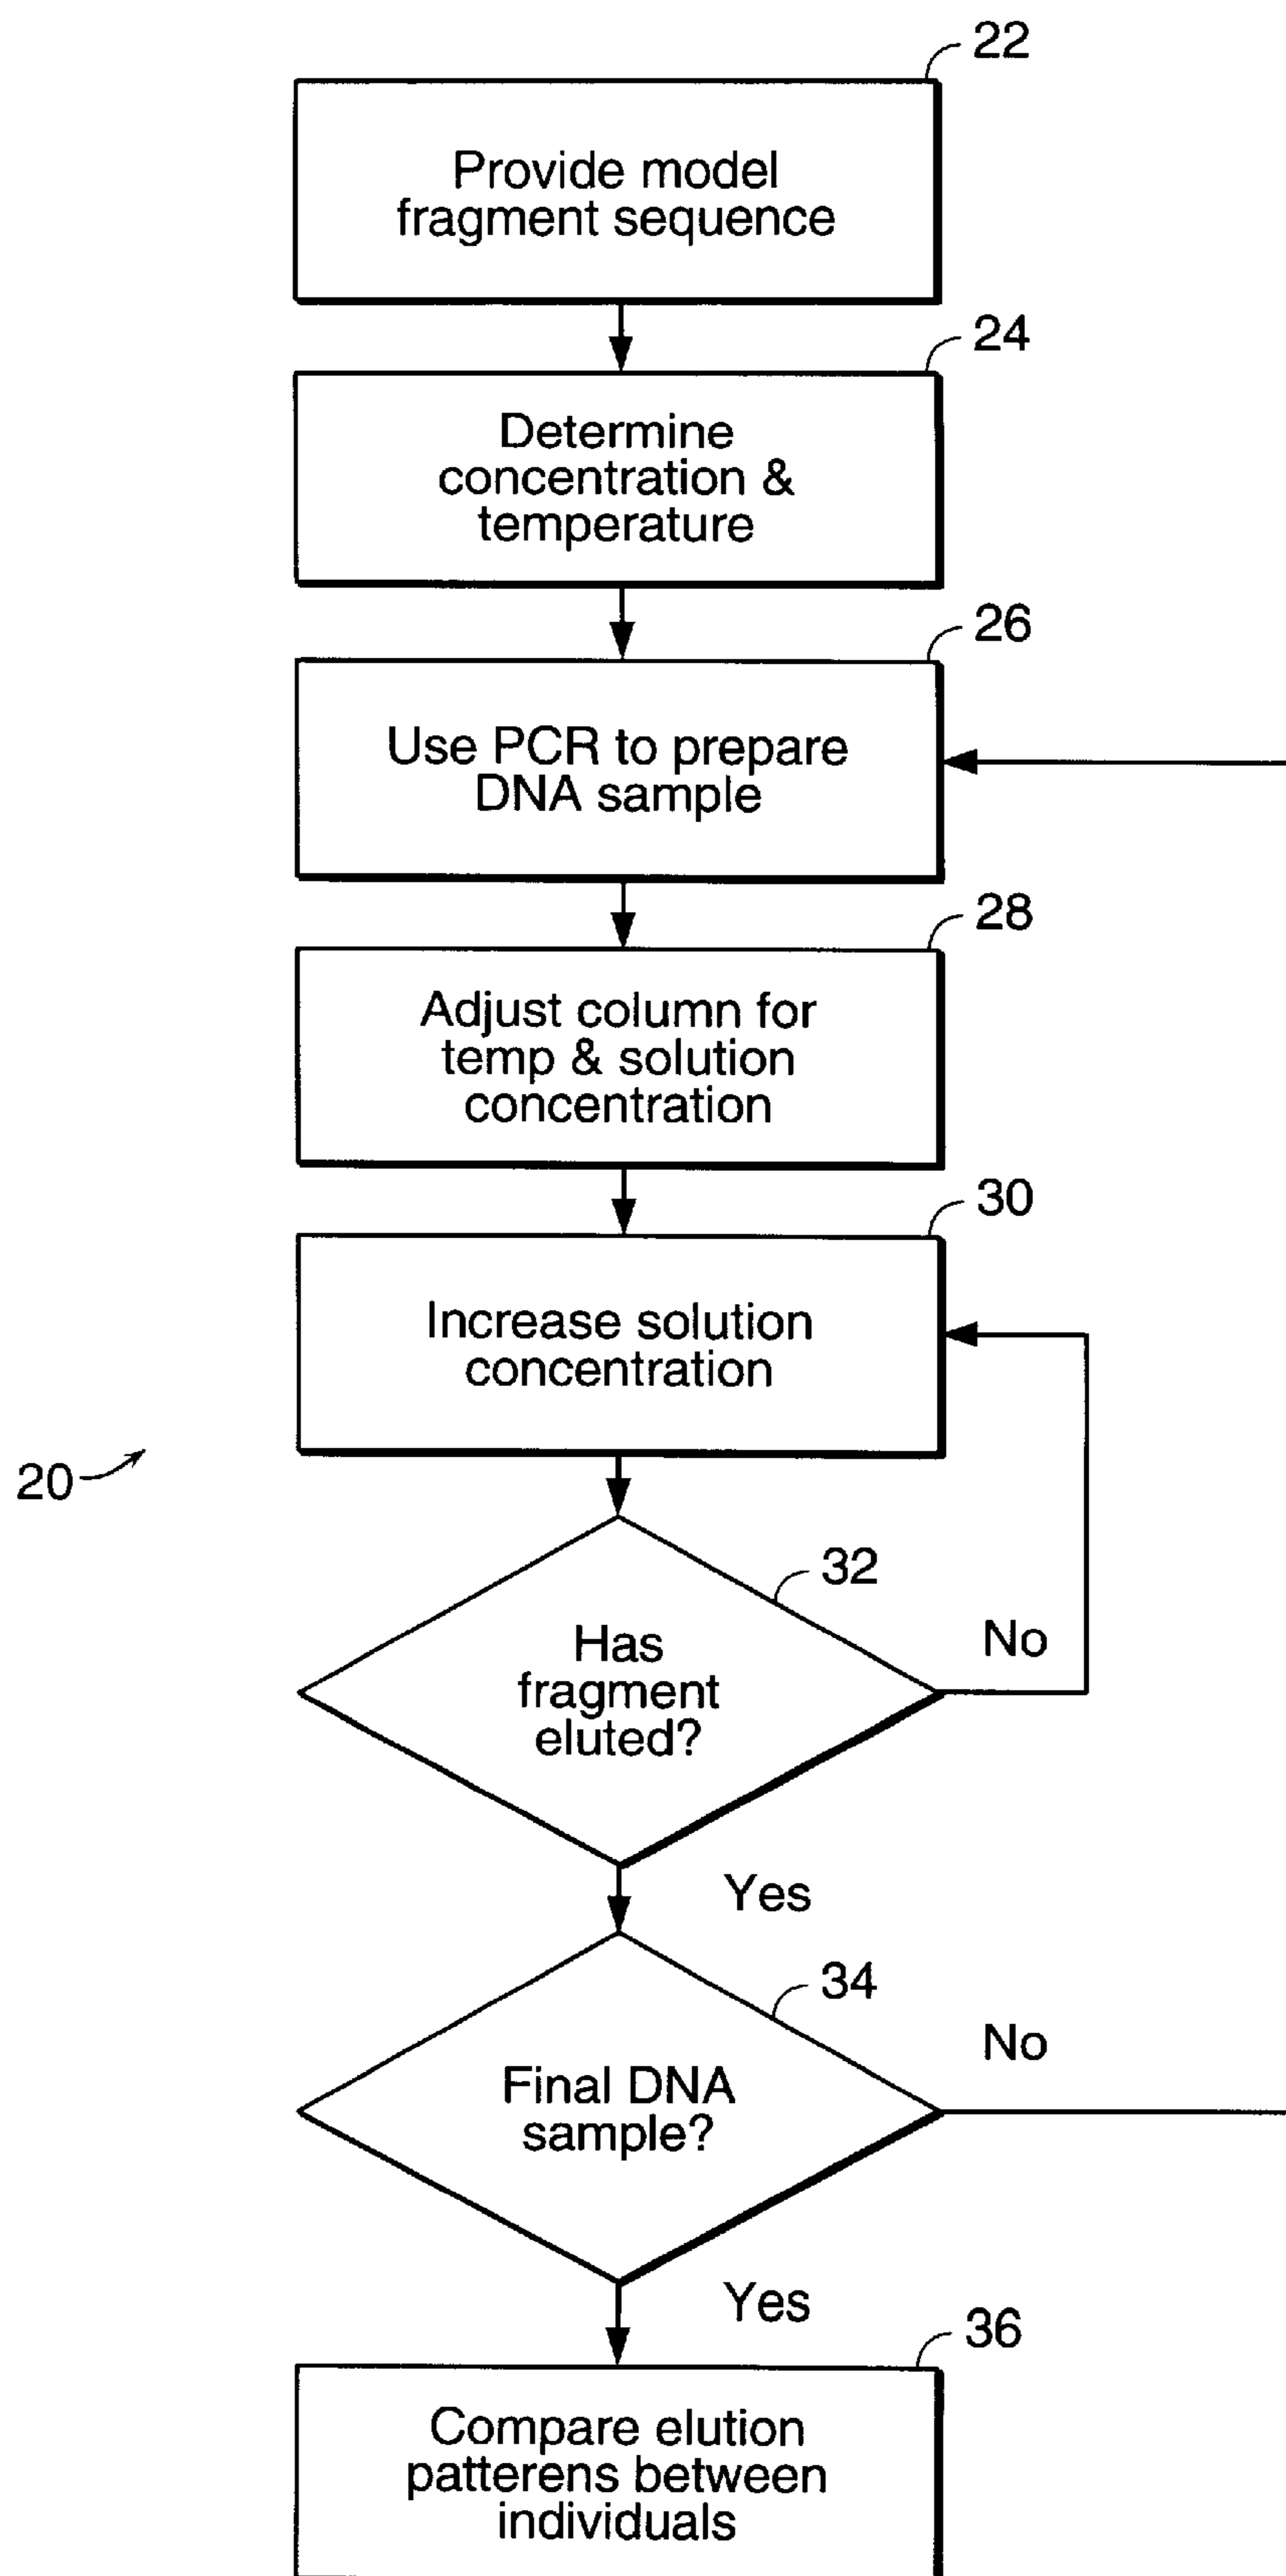 22
Provide model
fragment sequence
24
Determine
concentration &
temperature
26
Use PCR to prepare
DNA sample
28
Adjust column for
temp & solution
concentration
30
Increase solution
concentration
20
32
Has
fragment
eluted?
No
Yes
34
Final DNA
sample?
No
Yes
36
Compare elution
patterens between
individuals